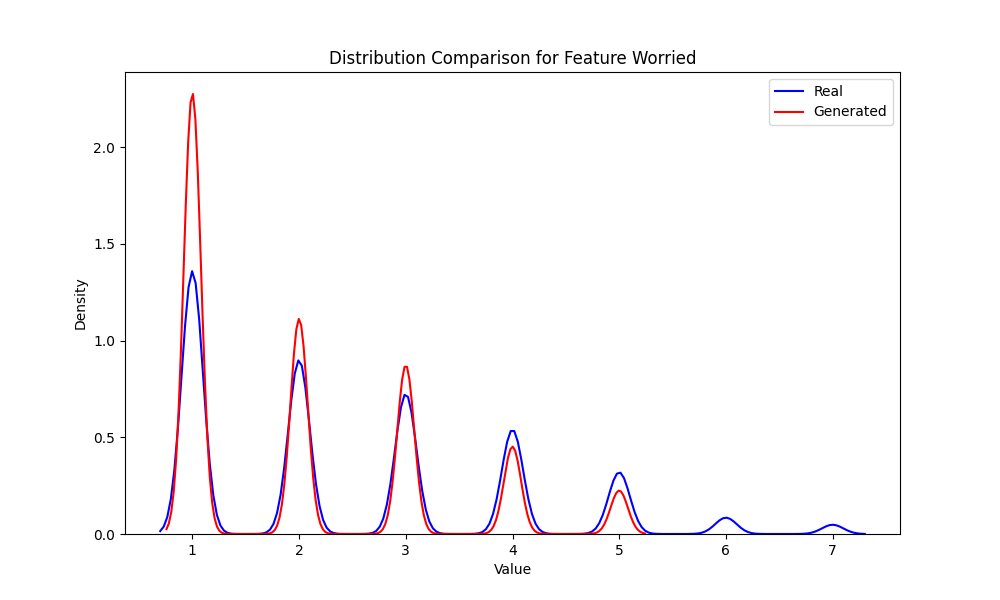 Distribution Comparison for Feature Worried
Real
Generated
Density
2.0
1.5
1.0
0.5
0.0
1 2 3 4 5 6 7
Value